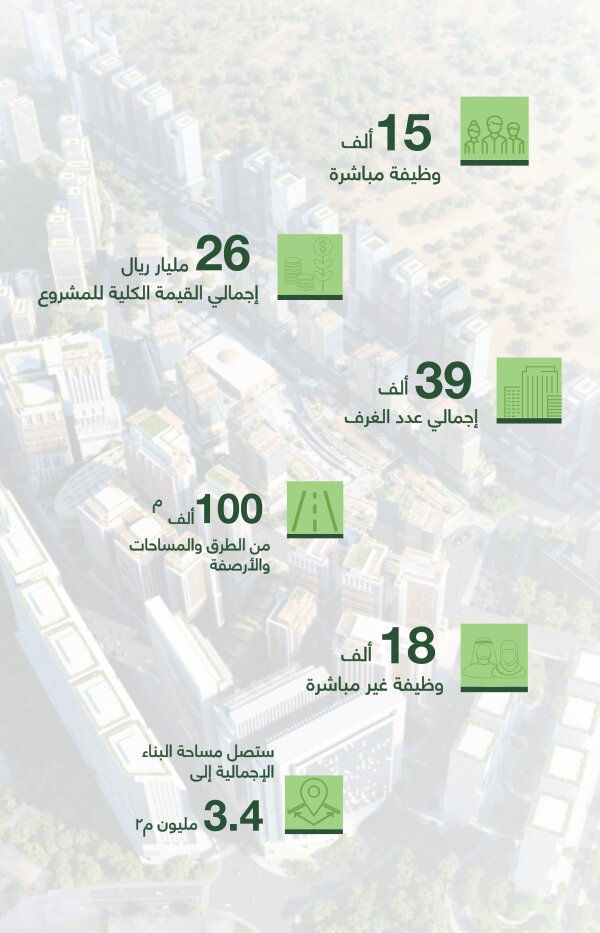 15 ألف
وظيفة مباشرة
26 مليار ريال
إجمالي القيمة الكلية للمشروع
39 ألف
إجمالي عدد الغرف
100 ألف م
من الطرق والمساحات
والأرصفة
18 ألف
وظيفة غير مباشرة
ستصل مساحة البناء
الإجمالية إلى
3.4 مليون م٢